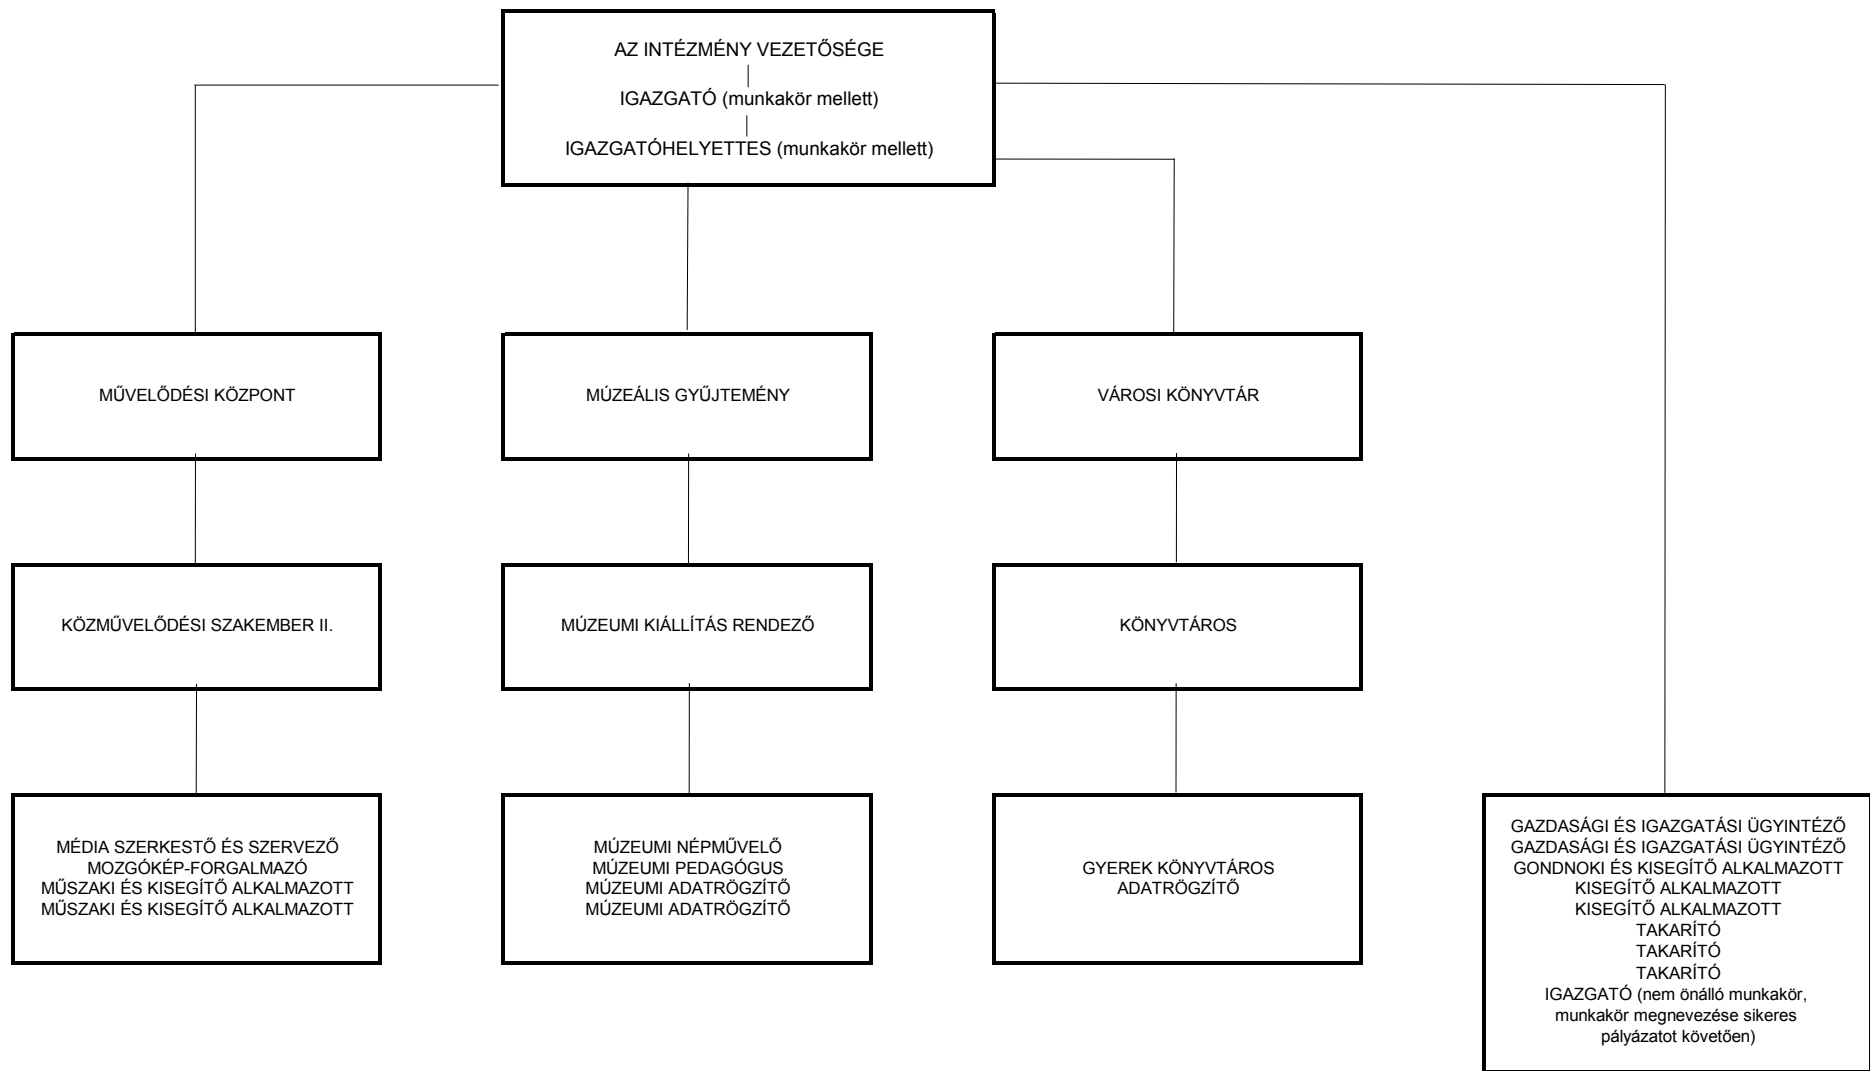 AZ INTÉZMÉNY VEZETŐSÉGE
IGAZGATÓ (munkakör mellett)
IGAZGATÓHELYETTES (munkakör mellett)
MŰVELŐDÉSI KÖZPONT
MÚZEÁLIS GYŰJTEMÉNY
VÁROSI KÖNYVTÁR
KÖZMŰVELŐDÉSI SZAKEMBER II.
MÚZEUMI KIÁLLÍTÁS RENDEZŐ
KÖNYVTÁROS
MÉDIA SZERKESTŐ ÉS SZERVEZŐ
MOZGÓKÉP-FORGALMAZÓ
MŰSZAKI ÉS KISEGÍTŐ ALKALMAZOTT
MŰSZAKI ÉS KISEGÍTŐ ALKALMAZOTT
MÚZEUMI NÉPMŰVELŐ
MÚZEUMI PEDAGÓGUS
MÚZEUMI ADATRÖGZÍTŐ
MÚZEUMI ADATRÖGZÍTŐ
GYEREK KÖNYVTÁROS
ADATRÖGZÍTŐ
GAZDASÁGI ÉS IGAZGATÁSI ÜGYINTÉZŐ
GAZDASÁGI ÉS IGAZGATÁSI ÜGYINTÉZŐ
GONDNOKI ÉS KISEGÍTŐ ALKALMAZOTT
KISEGÍTŐ ALKALMAZOTT
KISEGÍTŐ ALKALMAZOTT
TAKARÍTÓ
TAKARÍTÓ
TAKARÍTÓ
IGAZGATÓ (nem önálló munkakör,
munkakör megnevezése sikeres
pályázatot követően)